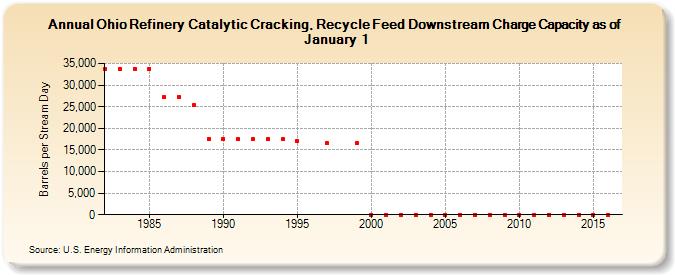 Annual Ohio Refinery Catalytic Cracking, Recycle Feed Downstream Charge Capacity as of
January 1
Barrels per Stream Day
35,000
30,000
25,000
20,000
15,000
10,000
5,000
0
1985 1990 1995 2000 2005 2010 2015
Source: U.S. Energy Information Administration